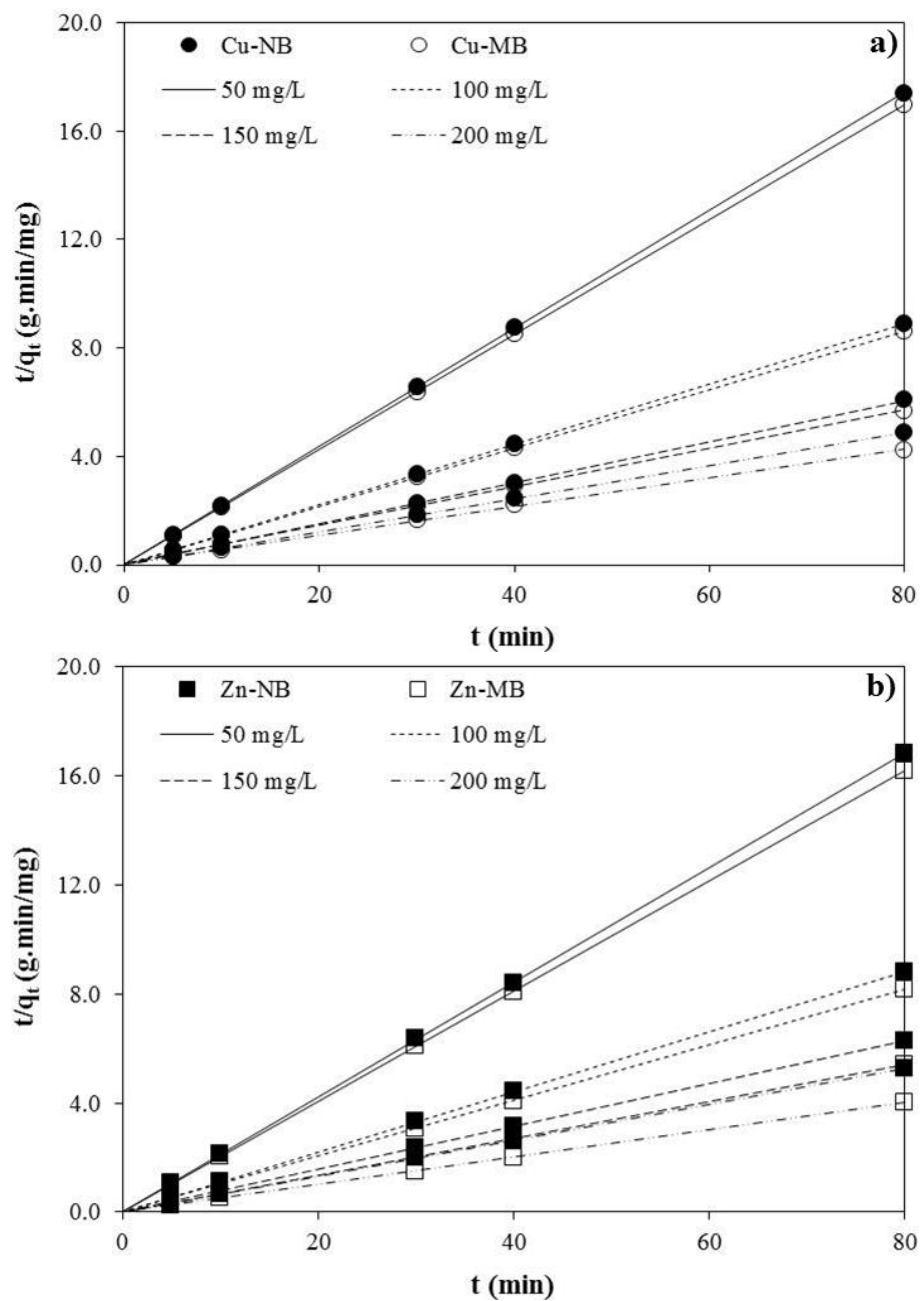 20.0
Cu-NB Cu-MB a)
50 mg/L 100 mg/L
16.0
150 mg/L 200 mg/L
12.0
t/qt (g.min/mg)
8.0
4.0
0.0
0 20 40 60 80
t (min)
20.0
Zn-NB Zn-MB b)
50 mg/L 100 mg/L
16.0
150 mg/L 200 mg/L
12.0
t/qt (g.min/mg)
8.0
4.0
0.0
0 20 40 60 80
t (min)